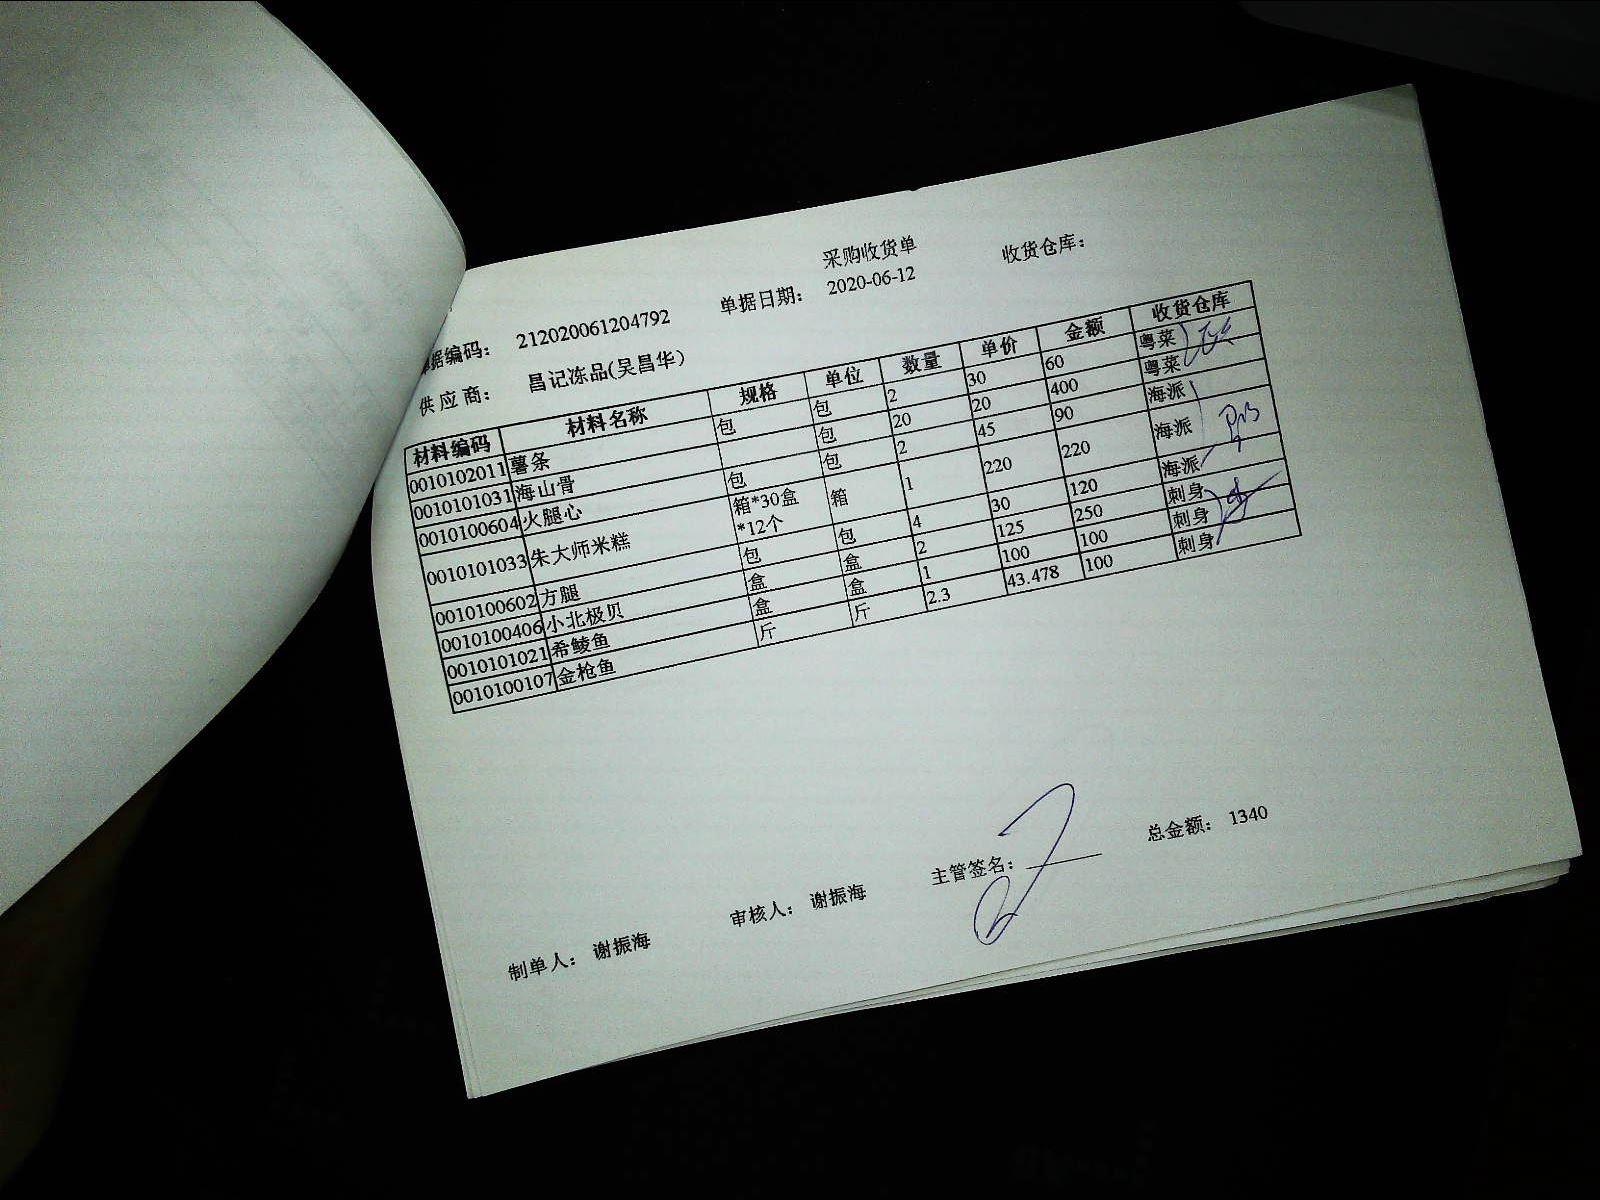 采购收货单
据编码： 212020061204792 单据日期： 2020-06-12 收货仓库：
供应商： 昌记冻品(吴昌华)
材料编码 材料名称 规格 单位 数量 单价 金额 收货仓库
0010102011 薯条 包 包 2 30 60 粤菜
0010101031 海山骨 包 20 20 400 粤菜
0010100604 火腿心 包 包 2 45 90 海派
0010101033 朱大师米糕 箱*30盒 箱 1 220 220 海派
*12个
0010100602 方腿 包 包 4 30 120 海派
0010100406 小北极贝 盒 盒 2 125 250 刺身
0010101021 希鲮鱼 盒 盒 1 100 100 刺身
0010100107 金枪鱼 斤 斤 2.3 43.478 100 刺身
制单人： 谢振海 审核人： 谢振海 主管签名： 总金额： 1340